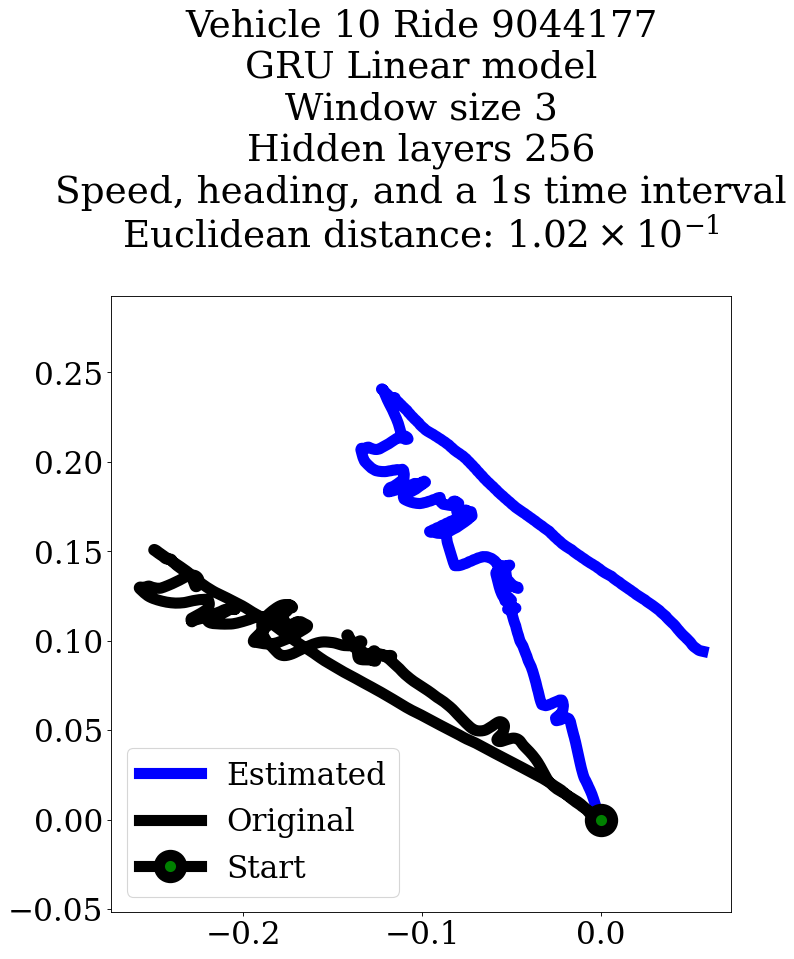 Vehicle 10 Ride 9044177
GRU Linear model
Window size 3
Hidden layers 256
Speed, heading, and a 1s time interval
Euclidean distance: 1.02 × 10⁻¹
0.25
0.20
0.15
0.10
0.05
0.00
−0.05
Estimated
Original
Start
−0.2
−0.1
0.0